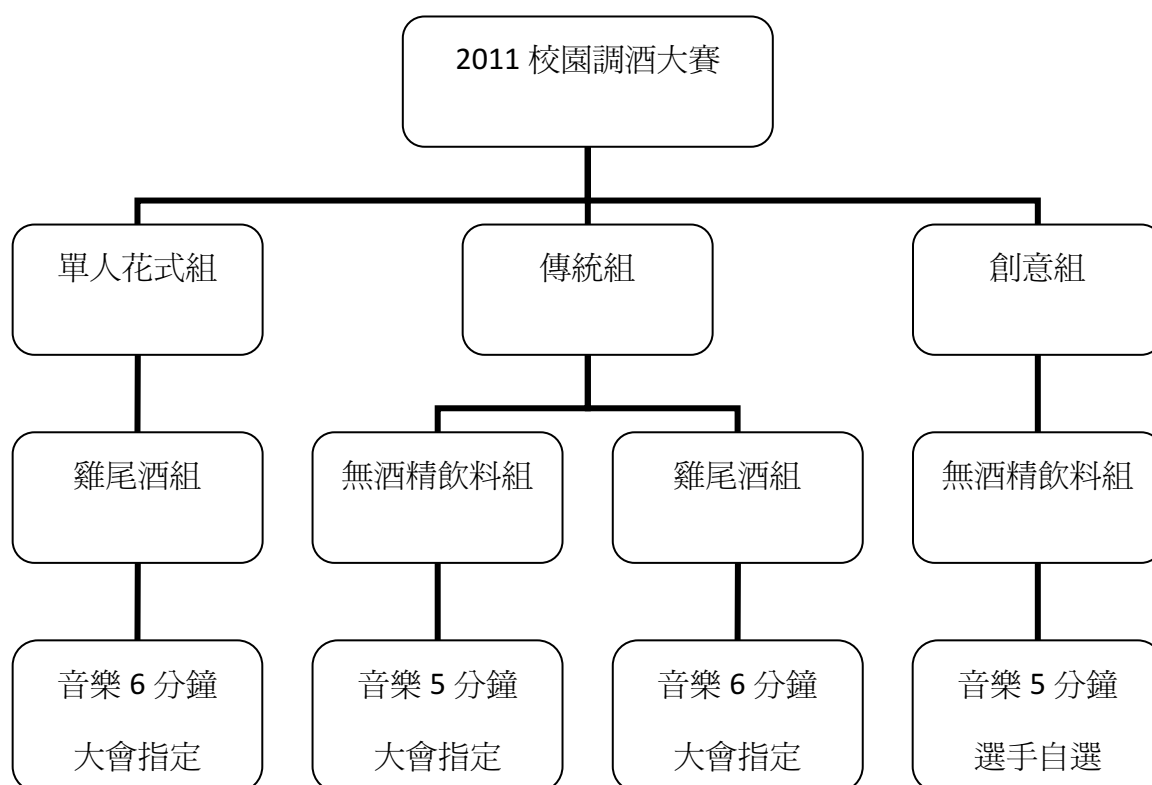 2011 校園調酒大賽
單人花式組
傳統組
創意組
雞尾酒組
無酒精飲料組
雞尾酒組
無酒精飲料組
音樂 6 分鐘
大會指定
音樂 5 分鐘
大會指定
音樂 6 分鐘
大會指定
音樂 5 分鐘
選手自選